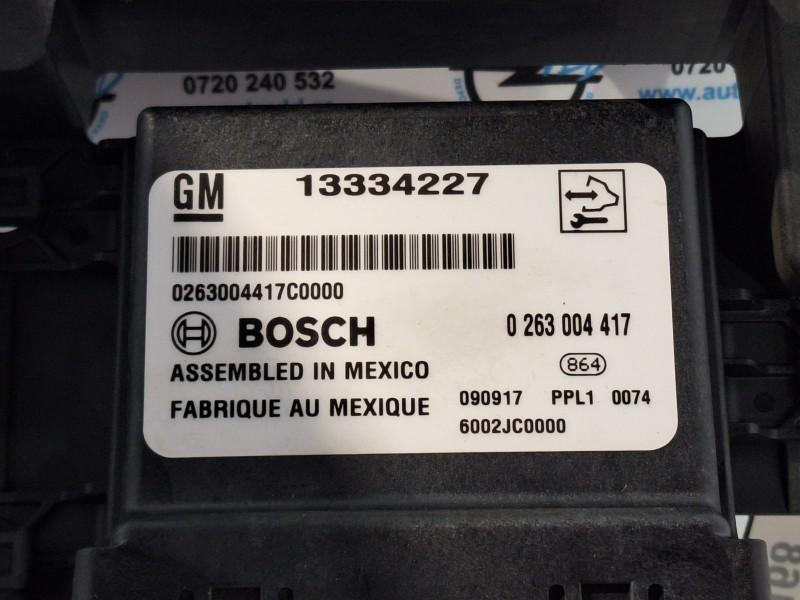 0720 240 532
0720
www.aut
GM 13334227
0263004417C0000
BOSCH 0 263 004 417
864
ASSEMBLED IN MEXICO
FABRIQUE AU MEXIQUE
090917 PPL1 0074
6002JC0000